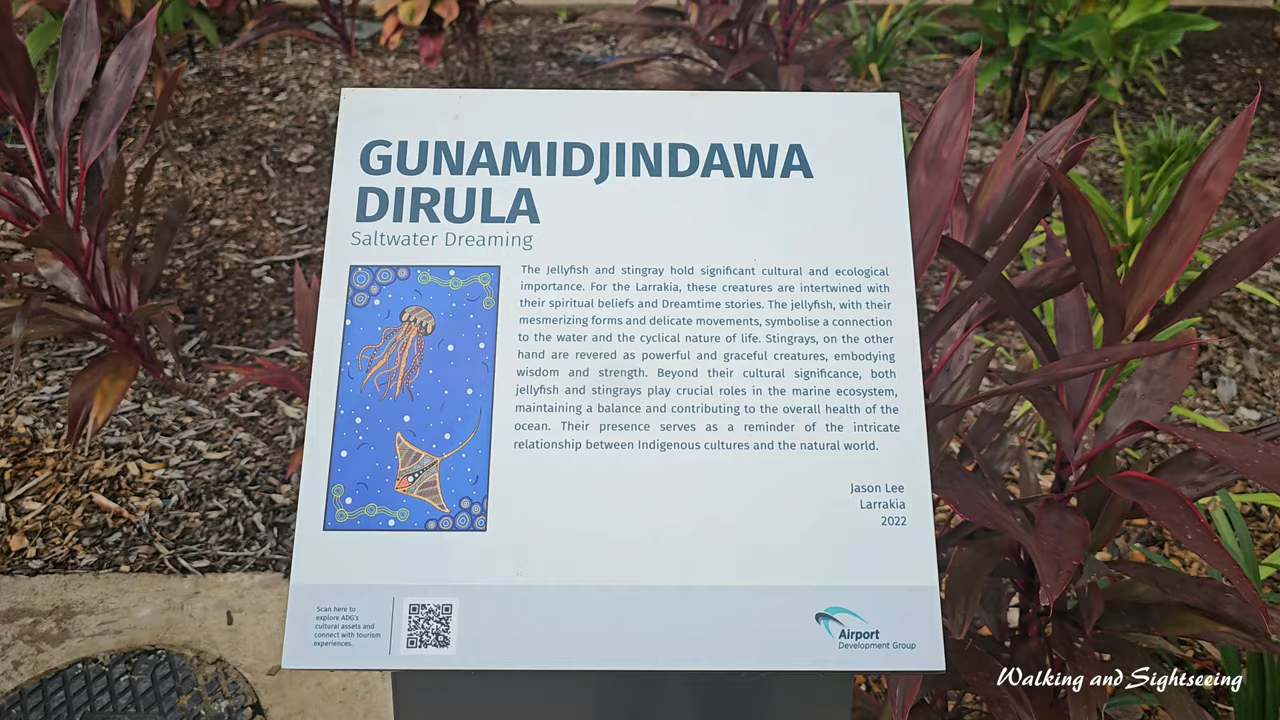 GUNAMIDJINDAWA
DIRULA
Saltwater Dreaming
The Jellyfish and stingray hold significant cultural and ecological
importance. For the Larrakia, these creatures are intertwined with
their spiritual beliefs and Dreamtime stories. The jellyfish, with their
mesmerizing forms and delicate movements, symbolise a connection
to the water and the cyclical nature of life. Stingrays, on the other
hand are revered as powerful and graceful creatures, embodying
wisdom and strength. Beyond their cultural significance, both
jellyfish and stingrays play crucial roles in the marine ecosystem,
maintaining a balance and contributing to the overall health of the
ocean. Their presence serves as a reminder of the intricate
relationship between Indigenous cultures and the natural world.
Jason Lee
Larrakia
2022
Scan here to
explore ADG's
cultural assets and
connect with tourism
experiences.
Airport
Development Group
Walking and Sightseeing